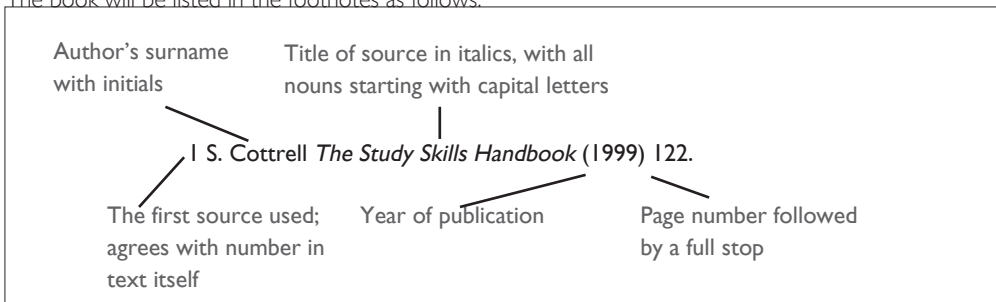 The book will be listed in the footnotes as follows:
Author's surname
with initials
Title of source in italics, with all
nouns starting with capital letters
1 S. Cottrell The Study Skills Handbook (1999) 122.
The first source used;
agrees with number in
text itself
Year of publication
Page number followed
by a full stop